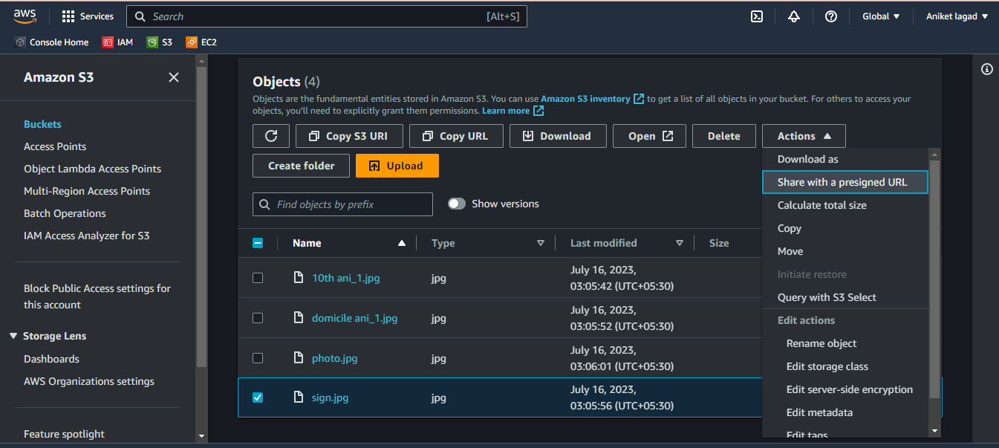 aws
Services
Search
[Alt+S]
Global
Aniket lagad
Console Home
IAM
S3
EC2
Amazon S3
Buckets
Access Points
Object Lambda Access Points
Multi-Region Access Points
Batch Operations
IAM Access Analyzer for S3
Block Public Access settings for
this account
Storage Lens
Dashboards
AWS Organizations settings
Feature spotlight
Objects (4)
Objects are the fundamental entities stored in Amazon S3. You can use Amazon S3 inventory to get a list of all objects in your bucket. For others to access your
objects, you'll need to explicitly grant them permissions. Learn more
Copy S3 URI
Copy URL
Download
Open
Delete
Actions
Create folder
Upload
Find objects by prefix
Show versions
Name
Type
Last modified
Size
10th ani_1.jpg
jpg
July 16, 2023,
03:05:42 (UTC+05:30)
domicile ani_1.jpg
jpg
July 16, 2023,
03:05:52 (UTC+05:30)
photo.jpg
jpg
July 16, 2023,
03:06:01 (UTC+05:30)
sign.jpg
jpg
July 16, 2023,
03:05:56 (UTC+05:30)
Download as
Share with a presigned URL
Calculate total size
Copy
Move
Initiate restore
Query with S3 Select
Edit actions
Rename object
Edit storage class
Edit server-side encryption
Edit metadata
Edit tags